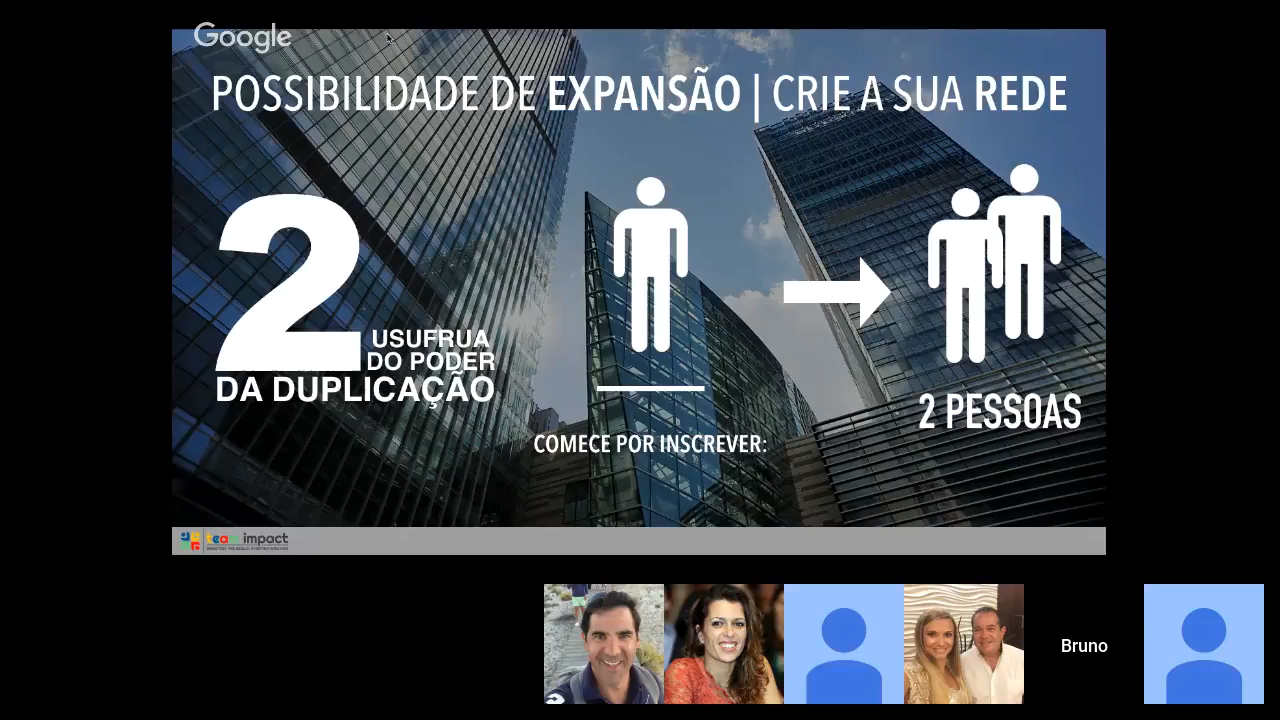 Google
POSSIBILIDADE DE EXPANSÃO | CRIE A SUA REDE
2
USUFRUA
DO PODER
DA DUPLICAÇÃO
2 PESSOAS
COMECE POR INSCREVER:
team impact
Bruno